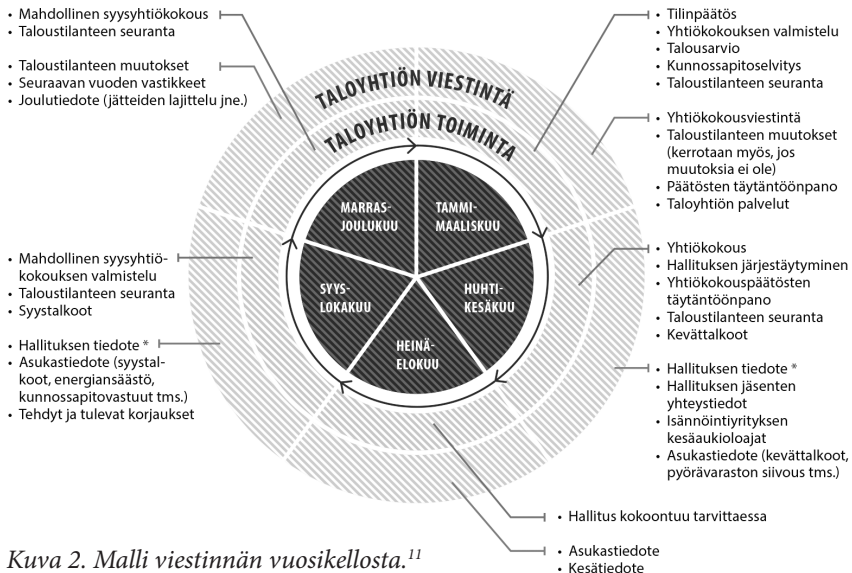 • Mahdollinen syysyhtiökokous
• Taloustilanteen seuranta
• Taloustilanteen muutokset
• Seuraavan vuoden vastikkeet
• Joulutiedote (jätteiden lajittelu jne.)
• Mahdollinen syysyhtiö-
kokouksen valmistelu
• Taloustilanteen seuranta
• Syystalkoot
• Hallituksen tiedote *
• Asukastiedote (syystal-
koot, energiansäästö,
kunnossapitovastuut tms.)
• Tehdyt ja tulevat korjaukset
TALOYHTIÖN VIESTINTÄ
TALOYHTIÖN TOIMINTA
MARRAS-
JOULUKUU
TAMMI-
MAALISKUU
SYYS-
LOKAKUU
HUHTI-
KESÄKUU
HEINÄ-
ELOKUU
• Tilinpäätös
• Yhtiökokouksen valmistelu
• Talousarvio
• Kunnossapitoselvitys
• Taloustilanteen seuranta
• Yhtiökokousviestintä
• Taloustilanteen muutokset
(kerrotaan myös, jos
muutoksia ei ole)
• Päätösten täytäntöönpano
• Taloyhtiön palvelut
• Yhtiökokous
• Hallituksen järjestäytyminen
• Yhtiökokouspäätösten
täytäntöönpano
• Taloustilanteen seuranta
• Kevättalkoot
• Hallituksen tiedote *
• Hallituksen jäsenten
yhteystiedot
• Isännöintiyrityksen
kesäaukioloajat
• Asukastiedote (kevättalkoot,
pyörävaraston siivous tms.)
• Hallitus kokoontuu tarvittaessa
• Asukastiedote
• Kesätiedote
Kuva 2. Malli viestinnän vuosikellosta.11